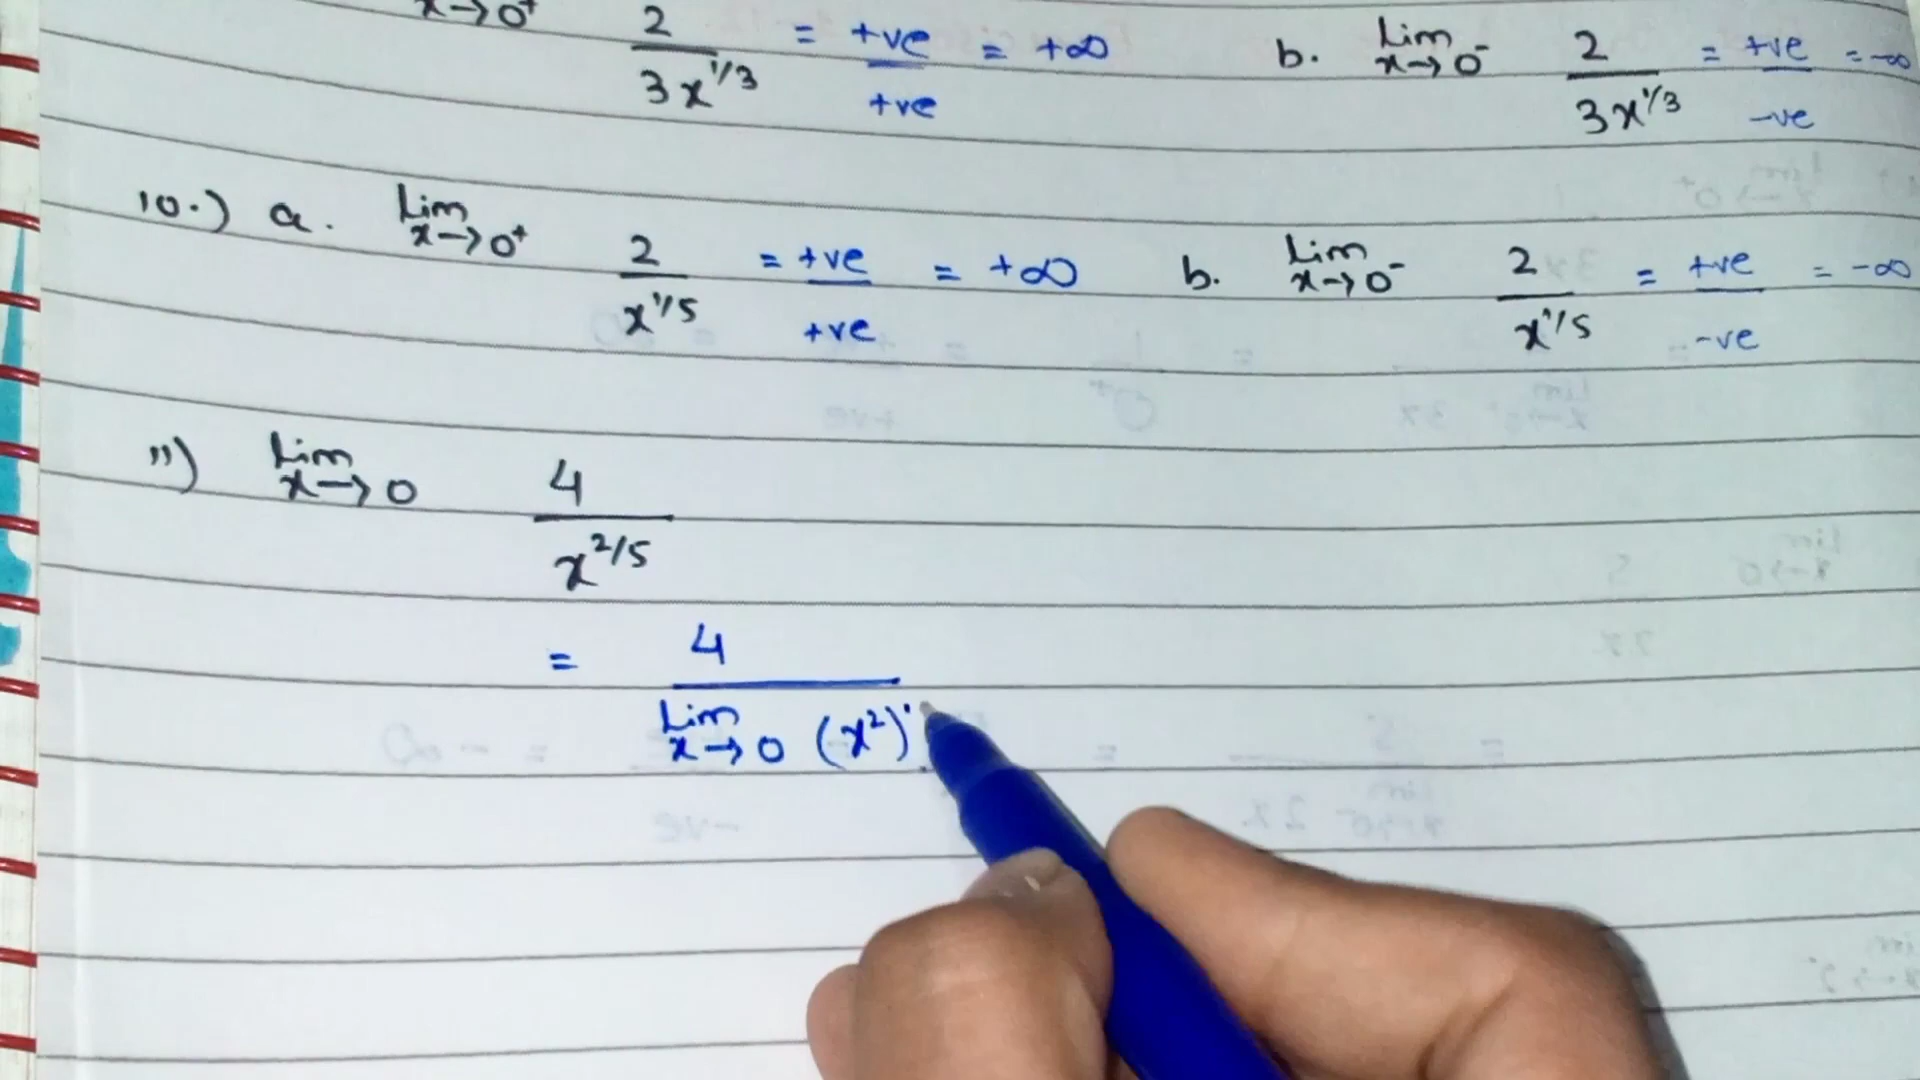 x→0⁺ 2/3x^1/3 = +ve/+ve = +∞ b. Lim x→0⁻ 2/3x^1/3 = +ve/-ve = -∞
10.) a. Lim x→0⁺ 2/x^1/5 = +ve/+ve = +∞ b. Lim x→0⁻ 2/x^1/5 = +ve/-ve = -∞
11) Lim x→0 4/x^2/5
= 4/Lim x→0 (x²)